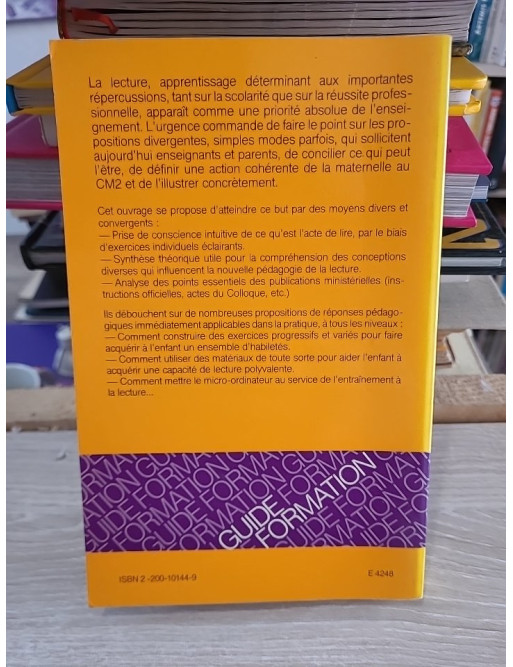 La lecture, apprentissage déterminant aux importantes
répercussions, tant sur la scolarité que sur la réussite profes-
sionnelle, apparaît comme une priorité absolue de l'ensei-
gnement. L'urgence commande de faire le point sur les pro-
positions divergentes, simples modes parfois, qui sollicitent
aujourd'hui enseignants et parents, de concilier ce qui peut
l'être, de définir une action cohérente de la maternelle au
CM2 et de l'illustrer concrètement.
Cet ouvrage se propose d'atteindre ce but par des moyens divers et
convergents :
— Prise de conscience intuitive de ce qu'est l'acte de lire, par le biais
d'exercices individuels éclairants.
— Synthèse théorique utile pour la compréhension des conceptions
diverses qui influencent la nouvelle pédagogie de la lecture.
— Analyse des points essentiels des publications ministérielles (ins-
tructions officielles, actes du Colloque, etc.)
Ils débouchent sur de nombreuses propositions de réponses pédago-
giques immédiatement applicables dans la pratique, à tous les niveaux :
— Comment construire des exercices progressifs et variés pour faire
acquérir à l'enfant un ensemble d'habiletés.
— Comment utiliser des matériaux de toute sorte pour aider l'enfant à
acquérir une capacité de lecture polyvalente.
— Comment mettre le micro-ordinateur au service de l'entraînement à
la lecture...
GUIDE
FORMATION
ISBN 2-200-10144-9
E 4248